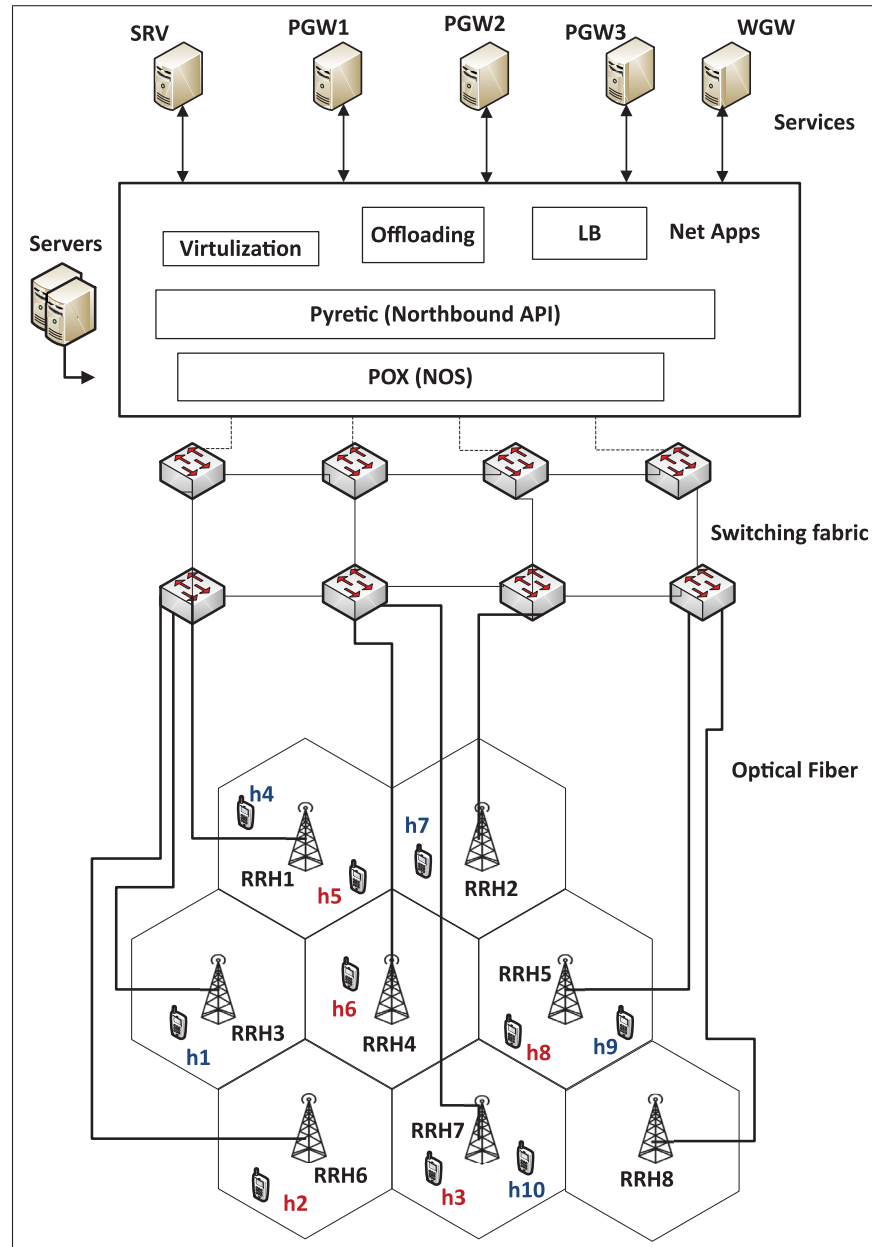 SRV
PGW1
PGW2
PGW3
WGW
Services
Servers
Virtulization
Offloading
LB
Net Apps
Pyretic (Northbound API)
POX (NOS)
Switching fabric
Optical Fiber
h4
h7
RRH1
RRH2
h5
RRH5
h6
RRH3
RRH4
h1
h8
h9
RRH7
RRH6
RRH8
h2
h3
h10